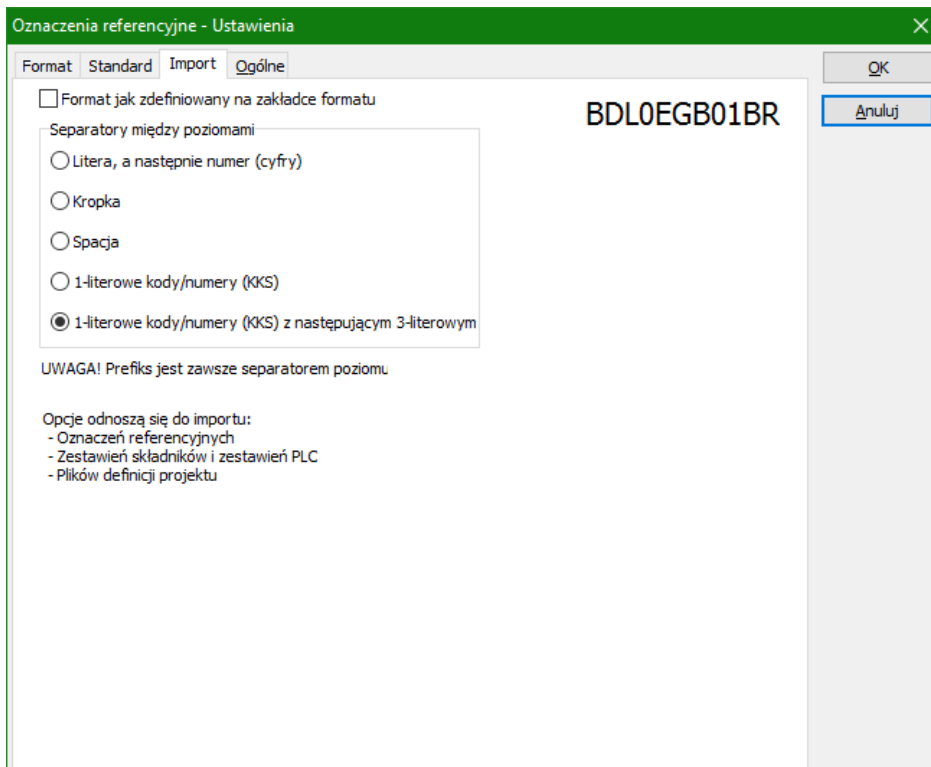 Oznaczenia referencyjne - Ustawienia
Format Standard Import Ogólne
OK
Anuluj
Format jak zdefiniowany na zakładce formatu
BDL0EGB01BR
Separatory między poziomami
Litera, a następnie numer (cyfry)
Kropka
Spacja
1-literowe kody/numery (KKS)
1-literowe kody/numery (KKS) z następującym 3-literowym
UWAGA! Prefiks jest zawsze separatorem poziomu
Opcje odnoszą się do importu:
- Oznaczeń referencyjnych
- Zestawień składników i zestawień PLC
- Plików definicji projektu